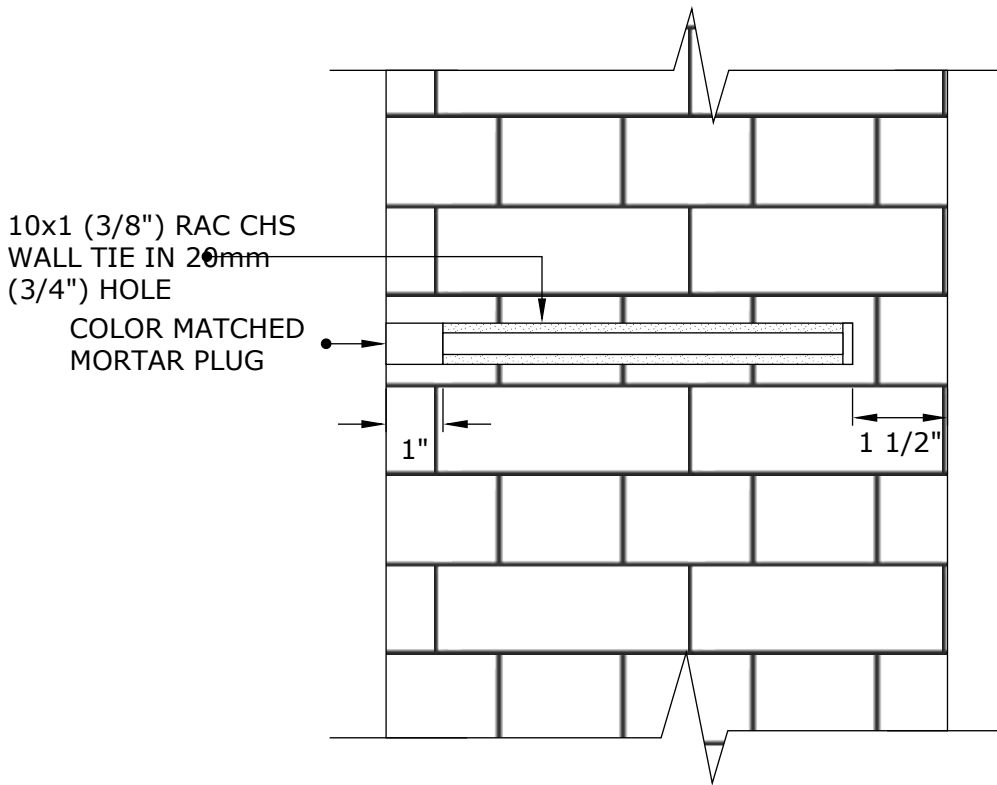 10x1 (3/8") RAC CHS
WALL TIE IN 20mm
(3/4") HOLE
COLOR MATCHED
MORTAR PLUG
1"
1 1/2"